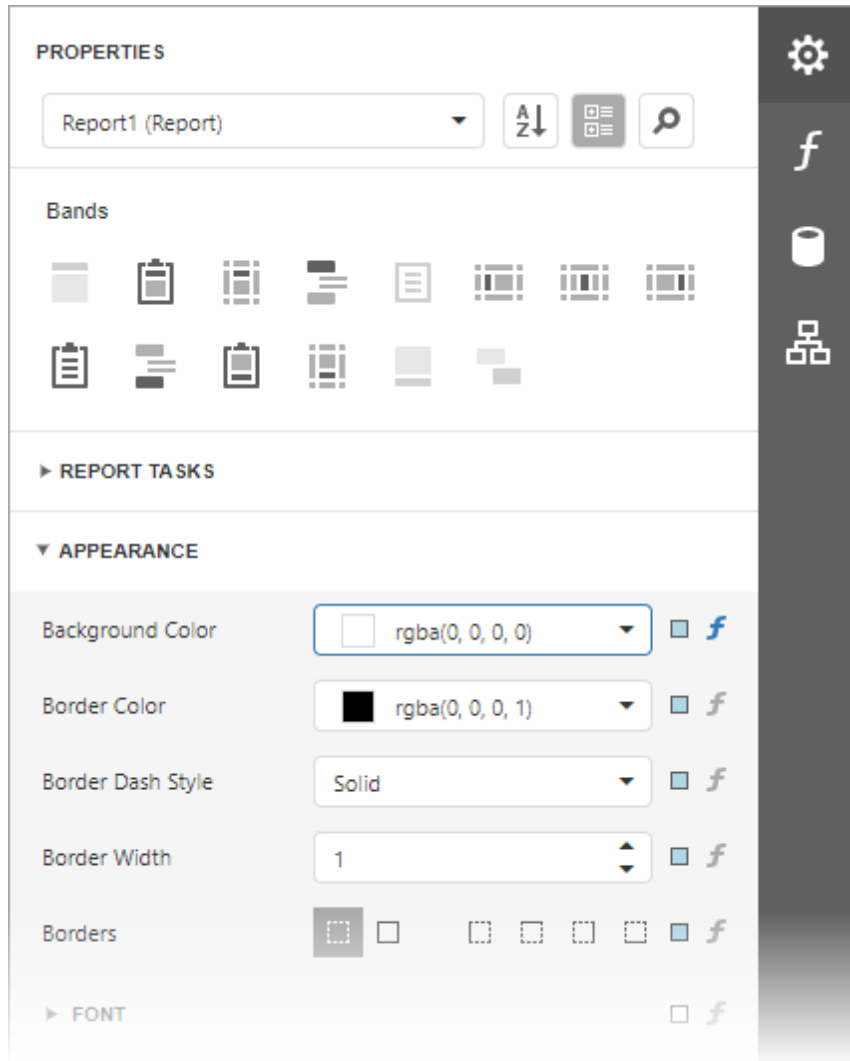 PROPERTIES
Report1 (Report)
A
Z
f
Bands
REPORT TASKS
APPEARANCE
Background Color
rgba(0, 0, 0, 0)
f
Border Color
rgba(0, 0, 0, 1)
f
Border Dash Style
Solid
f
Border Width
1
f
Borders
f
FONT
f